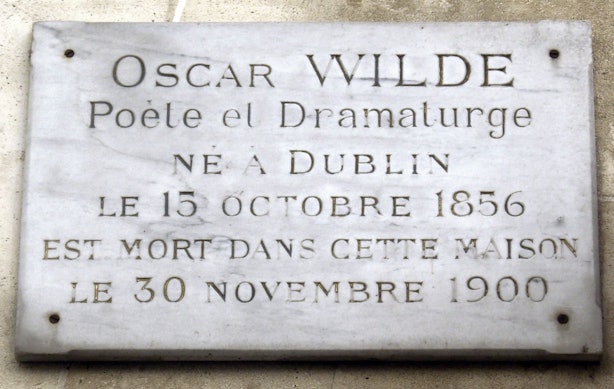 OSCAR WILDE
Poète et Dramaturge
NÉ À DUBLIN
LE 15 OCTOBRE 1856
EST MORT DANS CETTE MAISON
LE 30 NOVEMBRE 1900